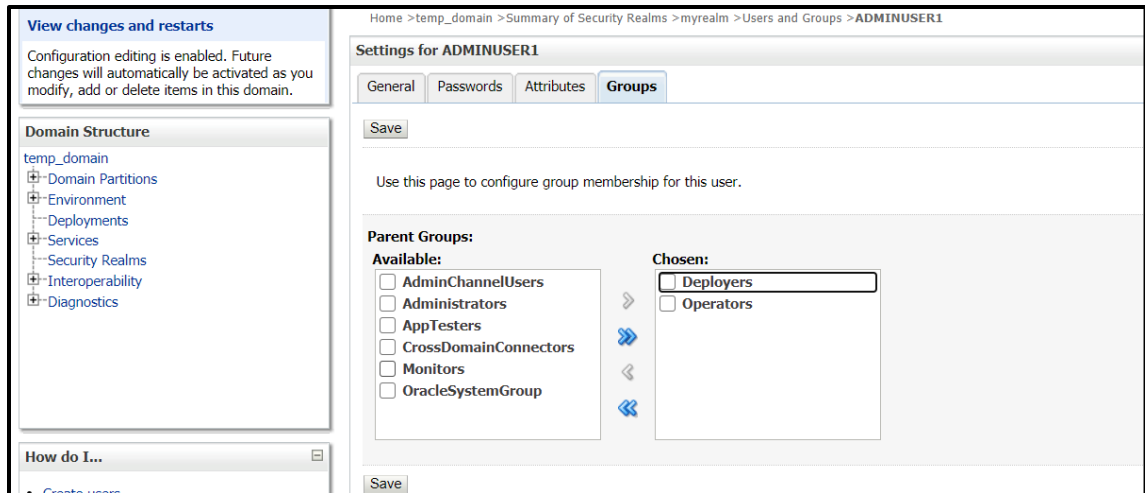 View changes and restarts
Configuration editing is enabled. Future
changes will automatically be activated as you
modify, add or delete items in this domain.
Domain Structure
temp_domain
Domain Partitions
Environment
Deployments
Services
Security Realms
Interoperability
Diagnostics
How do I...
Create users
Home >temp_domain >Summary of Security Realms >myrealm >Users and Groups >ADMINUSER1
Settings for ADMINUSER1
General Passwords Attributes Groups
Save
Use this page to configure group membership for this user.
Parent Groups:
Available:
AdminChannelUsers
Administrators
AppTesters
CrossDomainConnectors
Monitors
OracleSystemGroup
Chosen:
Deployers
Operators
Save